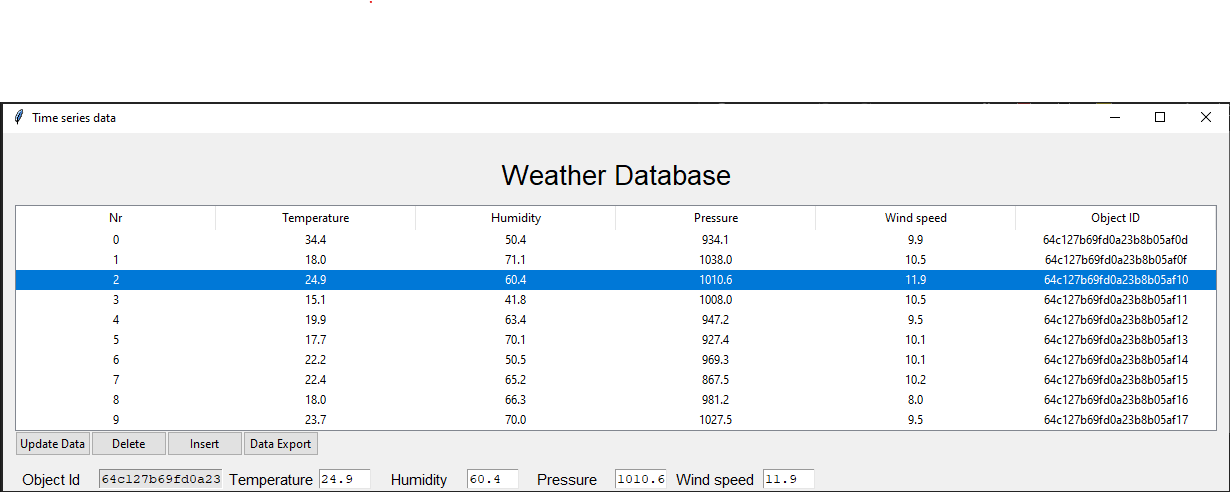 Time series data
Weather Database
Nr Temperature Humidity Pressure Wind speed Object ID
0 34.4 50.4 934.1 9.9 64c127b69fd0a23b8b05af0d
1 18.0 71.1 1038.0 10.5 64c127b69fd0a23b8b05af0f
2 24.9 60.4 1010.6 11.9 64c127b69fd0a23b8b05af10
3 15.1 41.8 1008.0 10.5 64c127b69fd0a23b8b05af11
4 19.9 63.4 947.2 9.5 64c127b69fd0a23b8b05af12
5 17.7 70.1 927.4 10.1 64c127b69fd0a23b8b05af13
6 22.2 50.5 969.3 10.1 64c127b69fd0a23b8b05af14
7 22.4 65.2 867.5 10.2 64c127b69fd0a23b8b05af15
8 18.0 66.3 981.2 8.0 64c127b69fd0a23b8b05af16
9 23.7 70.0 1027.5 9.5 64c127b69fd0a23b8b05af17
Update Data Delete Insert Data Export
Object Id 64c127b69fd0a23 Temperature 24.9 Humidity 60.4 Pressure 1010.6 Wind speed 11.9